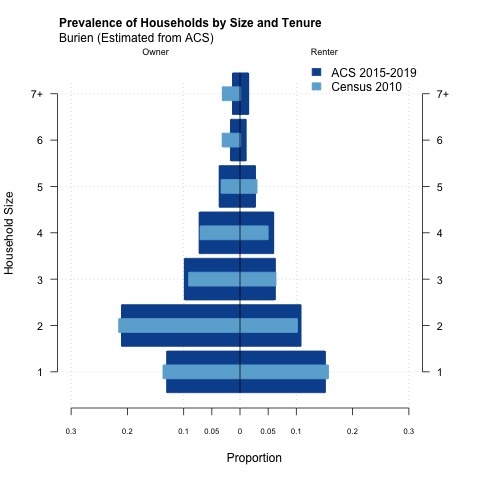 Prevalence of Households by Size and Tenure
Burien (Estimated from ACS)
Owner
Renter
ACS 2015-2019
Census 2010
7+
7+
6
6
5
5
4
4
3
3
2
2
1
1
Household Size
0.3
0.2
0.1
0.05
0
0.05
0.1
0.2
0.3
Proportion